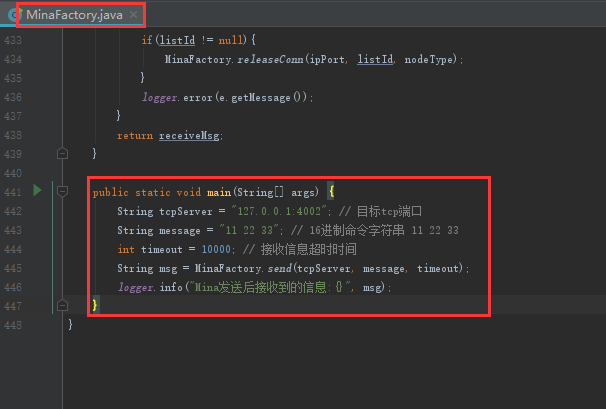 MinaFactory.java
433 if(listId != null){
434 MinaFactory.releaseConn(ipPort, listId, nodeType);
435 }
436 logger.error(e.getMessage());
437 }
438 return receiveMsg;
439 }
440
441 public static void main(String[] args) {
442 String tcpServer = "127.0.0.1:4002"; // 目标tcp端口
443 String message = "11 22 33"; // 16进制命令字符串 11 22 33
444 int timeout = 10000; // 接收信息超时时间
445 String msg = MinaFactory.send(tcpServer, message, timeout);
446 logger.info("Mina发送后接收到的信息:{}", msg);
447 }
448 }